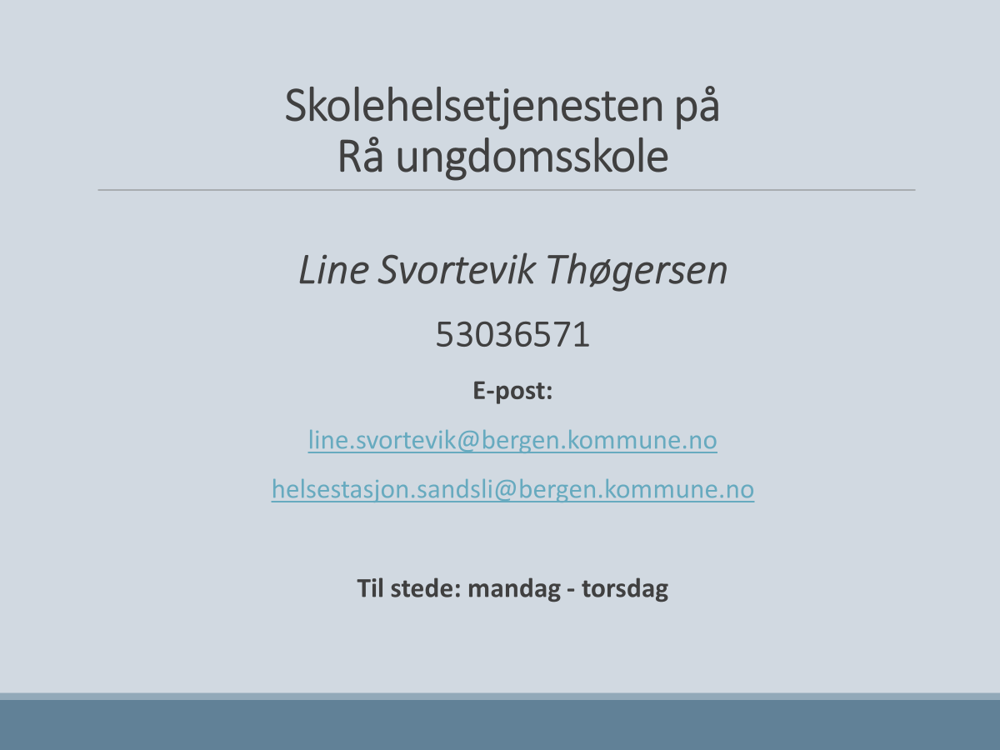 Skolehelsetjenesten på
Rå ungdomsskole
Line Svortevik Thøgersen
53036571
E-post:
line.svortevik@bergen.kommune.no
helsestasjon.sandsli@bergen.kommune.no
Til stede: mandag - torsdag